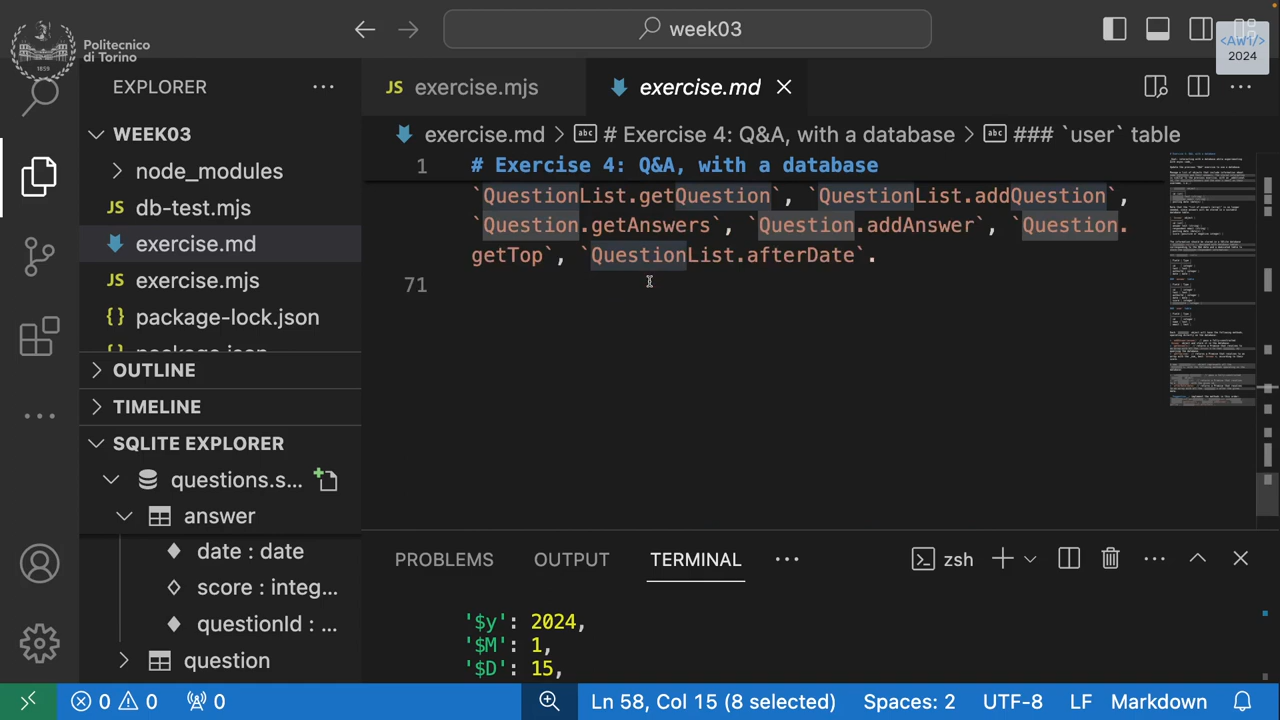 Politecnico
di Torino
week03
<AW1/>
2024
EXPLORER
WEEK03
node_modules
db-test.mjs
exercise.md
exercise.mjs
package-lock.json
package.json
OUTLINE
TIMELINE
SQLITE EXPLORER
questions.s...
answer
date : date
score : integ...
questionId : ...
question
JS exercise.mjs
exercise.md
exercise.md > # Exercise 4: Q&A, with a database > ### `user` table
1 # Exercise 4: Q&A, with a database
`QuestionList.getQuestion`, `QuestionList.addQuestion`,
`Question.getAnswers`, `Question.addAnswer`, `Question.
getTop`, `QuestionList.afterDate`.
71
PROBLEMS OUTPUT TERMINAL ... zsh
'$y': 2024,
'$M': 1,
'$D': 15,
0 0 0 Ln 58, Col 15 (8 selected) Spaces: 2 UTF-8 LF Markdown